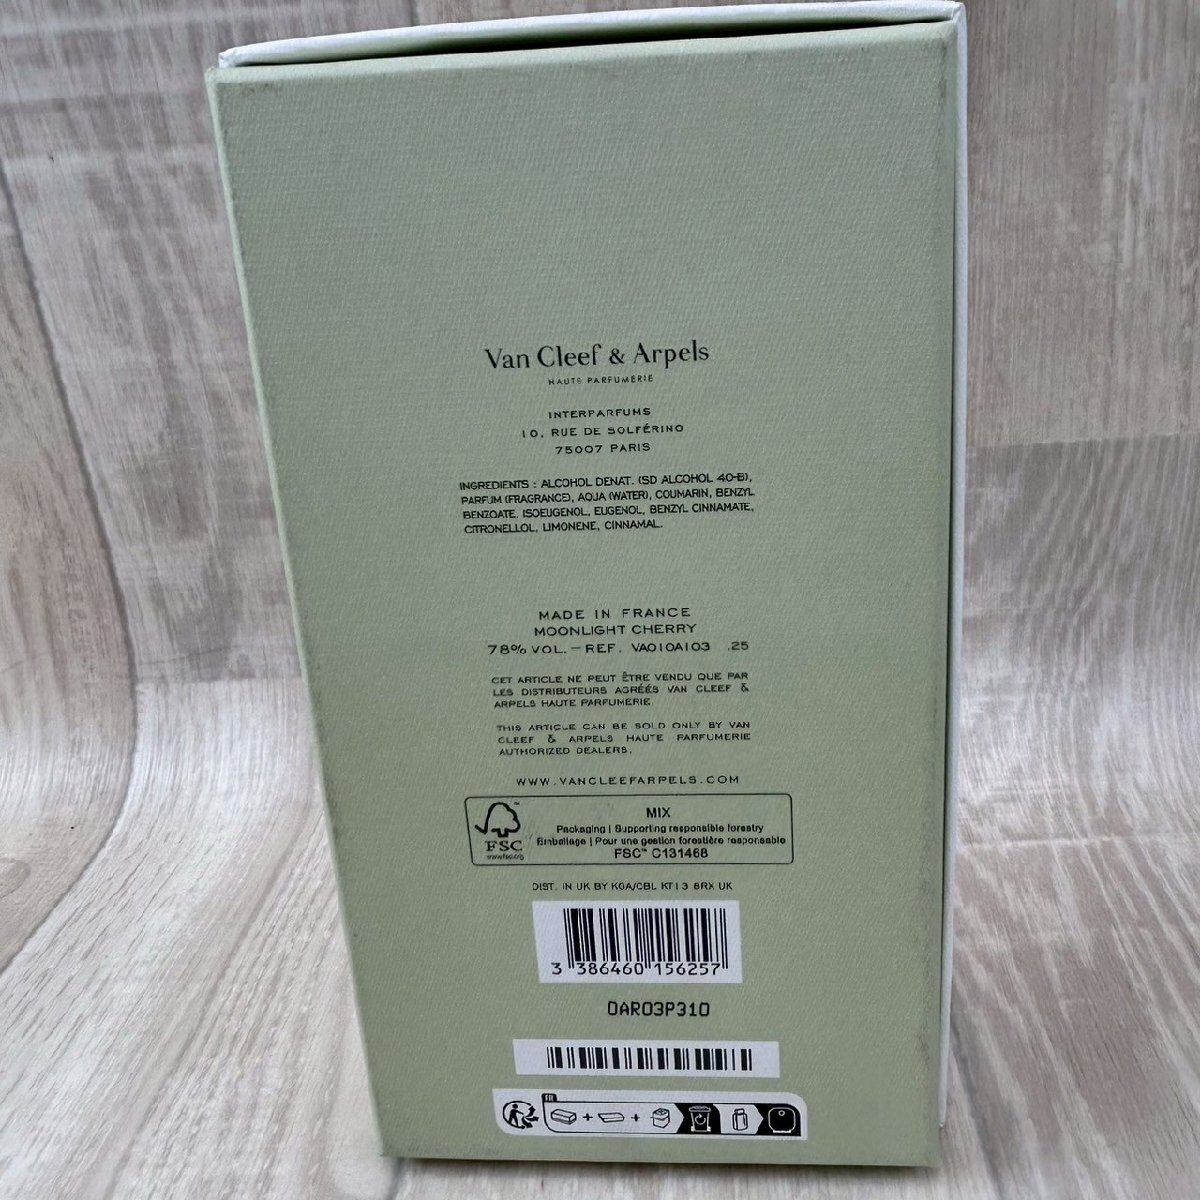 Van Cleef & Arpels
HAUTE PARFUMERIE
INTERPARFUMS
10, RUE DE SOLFÉRINO
75007 PARIS
INGREDIENTS : ALCOHOL DENAT. (SD ALCOHOL 40-B),
PARFUM (FRAGRANCE), AQUA (WATER), COUMARIN, BENZYL
BENZOATE, ISOEUGENOL, EUGENOL, BENZYL CINNAMATE,
CITRONELLOL, LIMONENE, CINNAMAL.
MADE IN FRANCE
MOONLIGHT CHERRY
78% VOL. – REF. VA010A103 .25
CET ARTICLE NE PEUT ÊTRE VENDU QUE PAR
LES DISTRIBUTEURS AGRÉÉS VAN CLEEF &
ARPELS HAUTE PARFUMERIE.
THIS ARTICLE CAN BE SOLD ONLY BY VAN
CLEEF & ARPELS HAUTE PARFUMERIE
AUTHORIZED DEALERS.
WWW.VANCLEEFARPELS.COM
FSC
www.fsc.org
MIX
Packaging | Supporting responsible forestry
Emballage | Pour une gestion forestière responsable
FSC™ C131468
DIST. IN UK BY KGA/CBL KT13 8RX UK
3 386460 156257
0AR03P310
FR